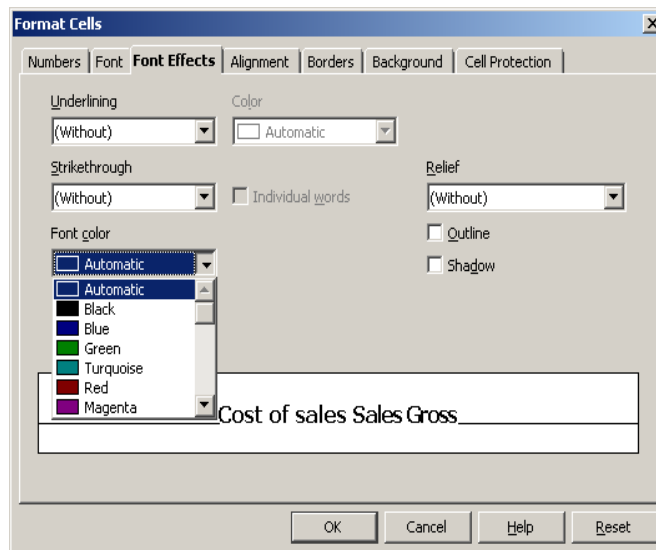 Format Cells
Numbers Font Font Effects Alignment Borders Background Cell Protection
Underlining Color
(Without) Automatic
Strikethrough Relief
(Without) Individual words (Without)
Font color Outline
Automatic Shadow
Automatic
Black
Blue
Green
Turquoise
Red
Magenta
Cost of sales Sales Gross
OK Cancel Help Reset